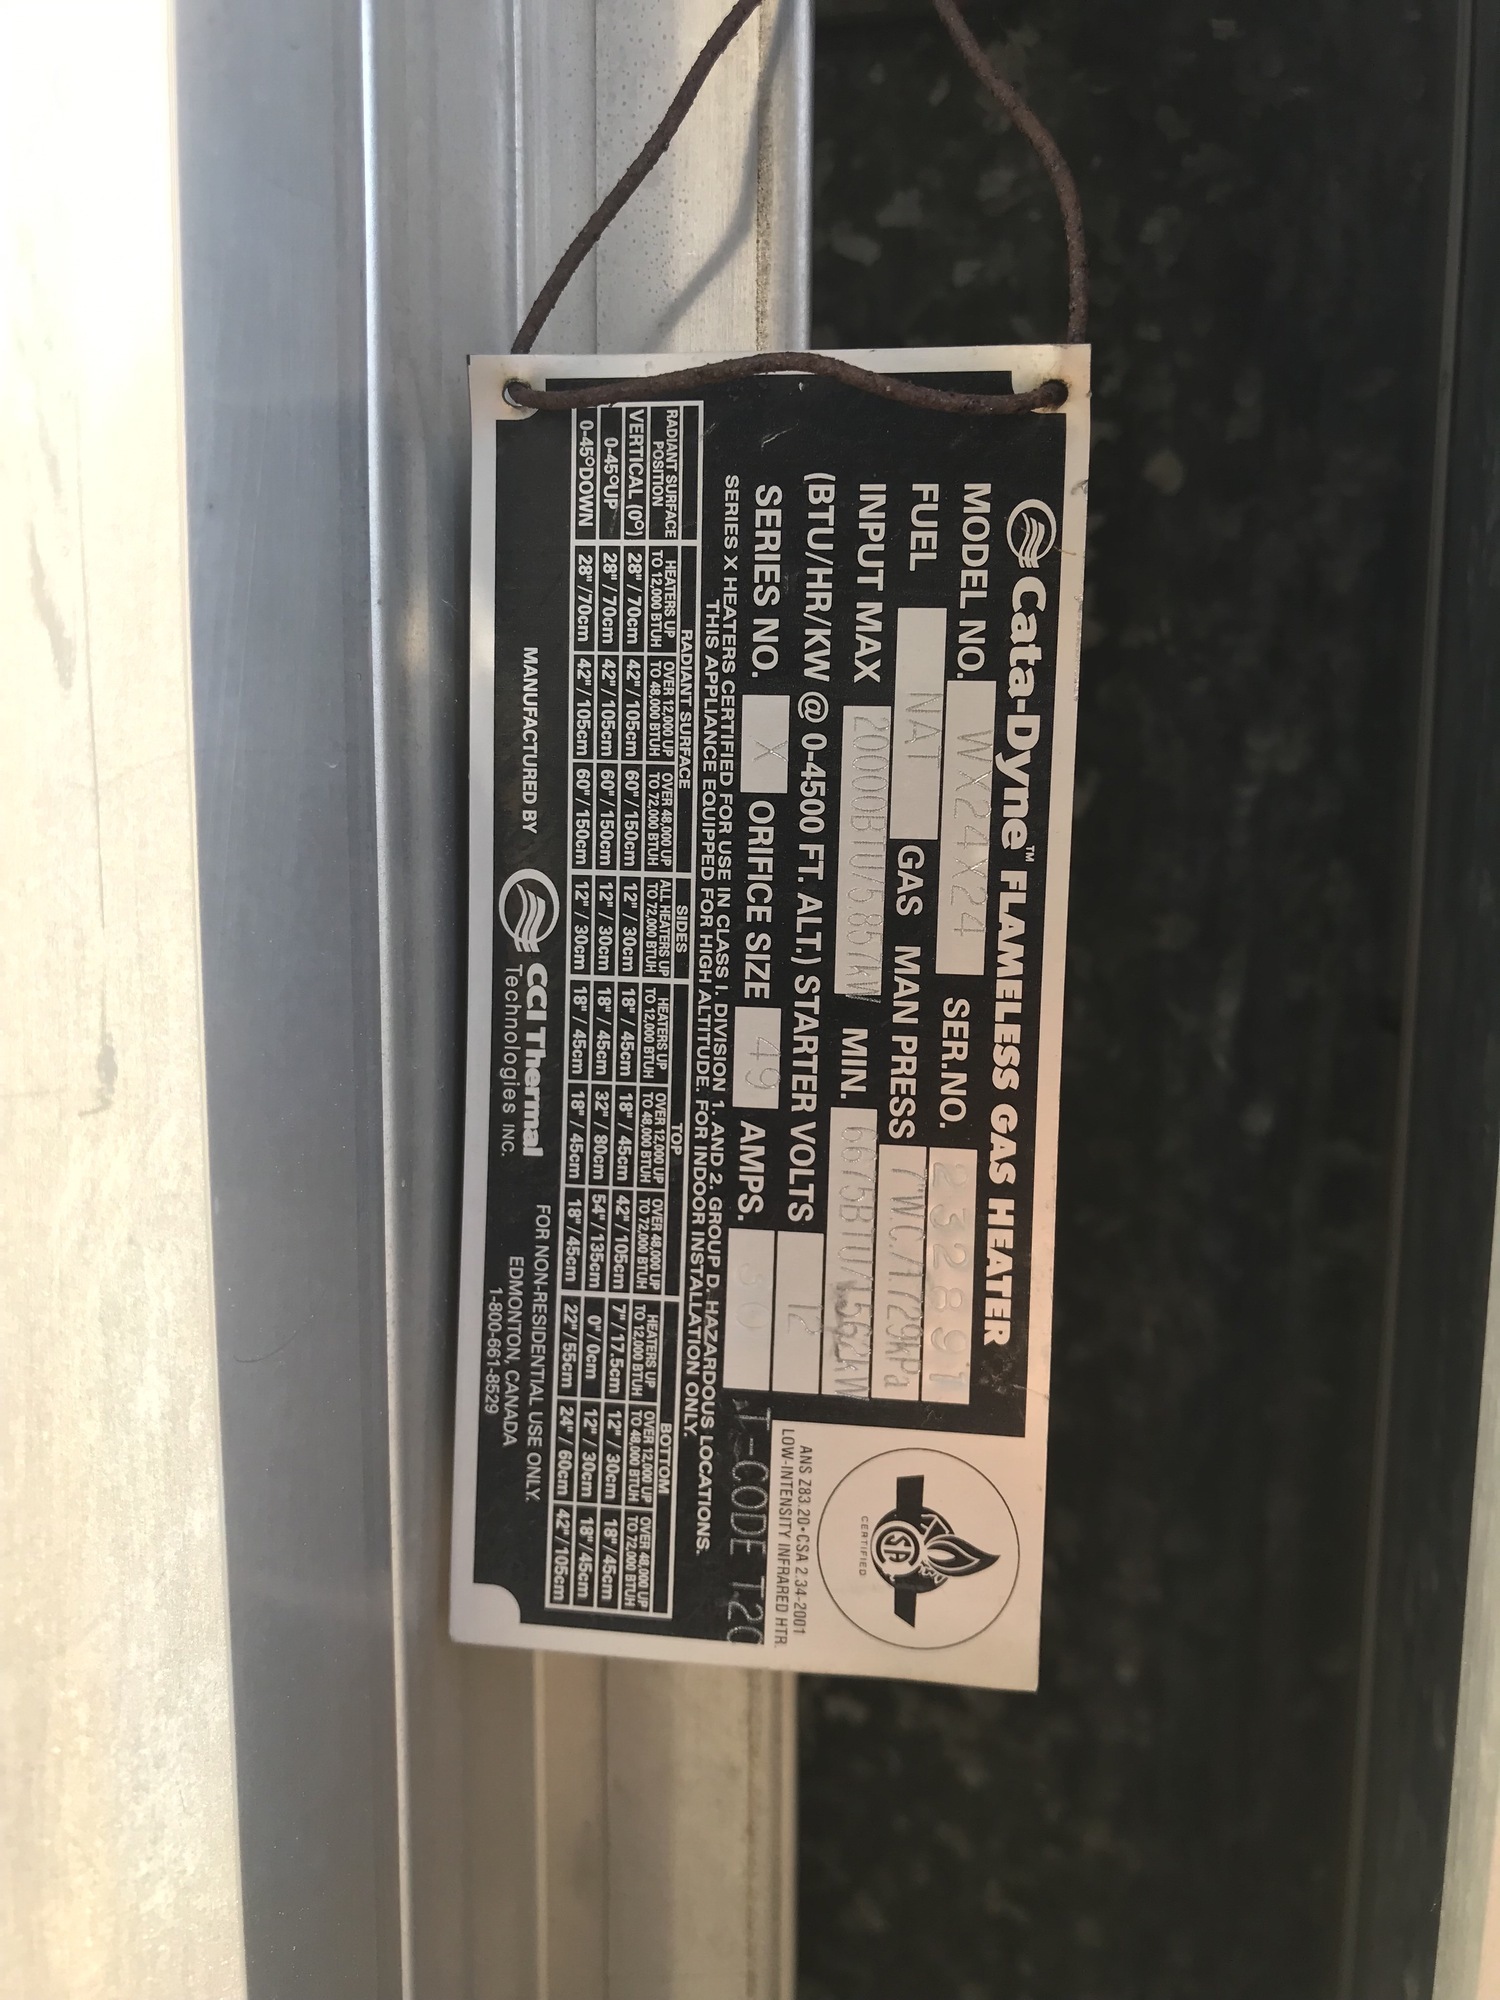 Cata-Dyne™ FLAMELESS GAS HEATER
MODEL NO. WX24X24 SER.NO. 232891
FUEL NAT GAS MAN PRESS 7"WC./1.729kPa
INPUT MAX 20000BTU/5.857kW MIN. 6675BTU/1.562kW
(BTU/HR/KW @ 0-4500 FT. ALT.) STARTER VOLTS 12
SERIES NO. X ORIFICE SIZE 49 AMPS.
T-CODE T2C
SERIES X HEATERS CERTIFIED FOR USE IN CLASS I. DIVISION 1. AND 2. GROUP D. HAZARDOUS LOCATIONS.
THIS APPLIANCE EQUIPPED FOR HIGH ALTITUDE. FOR INDOOR INSTALLATION ONLY.
RADIANT SURFACE POSITION RADIANT SURFACE SIDES TOP BOTTOM
HEATERS UP TO 12,000 BTUH OVER 12,000 UP TO 48,000 BTUH OVER 48,000 UP TO 72,000 BTUH ALL HEATERS UP TO 72,000 BTUH HEATERS UP TO 12,000 BTUH OVER 12,000 UP TO 48,000 BTUH OVER 48,000 UP TO 72,000 BTUH HEATERS UP TO 12,000 BTUH OVER 12,000 UP TO 48,000 BTUH OVER 48,000 UP TO 72,000 BTUH
VERTICAL (0º) 28" / 70cm 42" / 105cm 60" / 150cm 12" / 30cm 18" / 45cm 18" / 45cm 42" / 105cm 7" / 17.5cm 12" / 30cm 18" / 45cm
0-45ºUP 28" / 70cm 42" / 105cm 60" / 150cm 12" / 30cm 18" / 45cm 32" / 80cm 54" / 135cm 0" / 0cm 12" / 30cm 18" / 45cm
0-45ºDOWN 28" /70cm 42" / 105cm 60" / 150cm 12" / 30cm 18" / 45cm 18" / 45cm 18" / 45cm 22" / 55cm 24" / 60cm 42" / 105cm
MANUFACTURED BY CCI Thermal
Technologies INC.
FOR NON-RESIDENTIAL USE ONLY.
EDMONTON, CANADA
1-800-661-8529
CSA
CERTIFIED
ANS Z83.20•CSA 2.34-2001
LOW-INTENSITY INFRARED HTR.